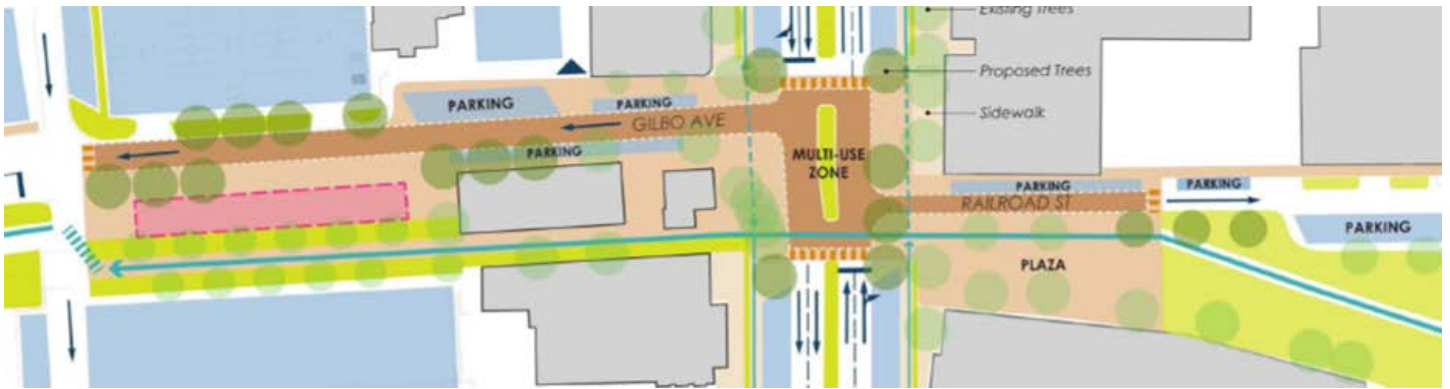 Existing Trees
Proposed Trees
Sidewalk
PARKING
PARKING
GILBO AVE
PARKING
MULTI-USE
ZONE
PARKING
PARKING
RAILROAD ST
PARKING
PLAZA